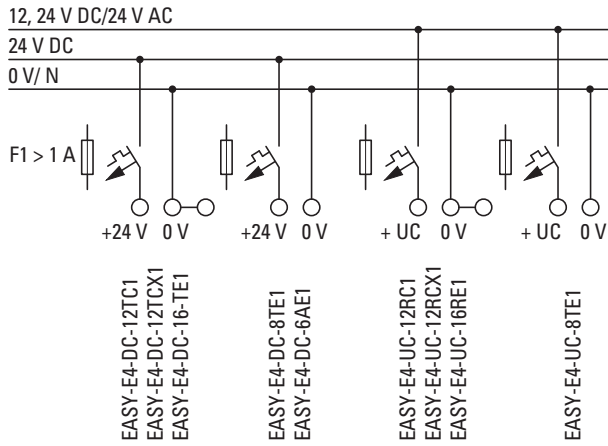 12, 24 V DC/24 V AC
24 V DC
0 V/ N
F1 > 1 A
+24 V 0 V
+24 V 0 V
+ UC 0 V
+ UC 0 V
EASY-E4-DC-12TC1
EASY-E4-DC-12TCX1
EASY-E4-DC-16-TE1
EASY-E4-DC-8TE1
EASY-E4-DC-6AE1
EASY-E4-UC-12RC1
EASY-E4-UC-12RCX1
EASY-E4-UC-16RE1
EASY-E4-UC-8TE1